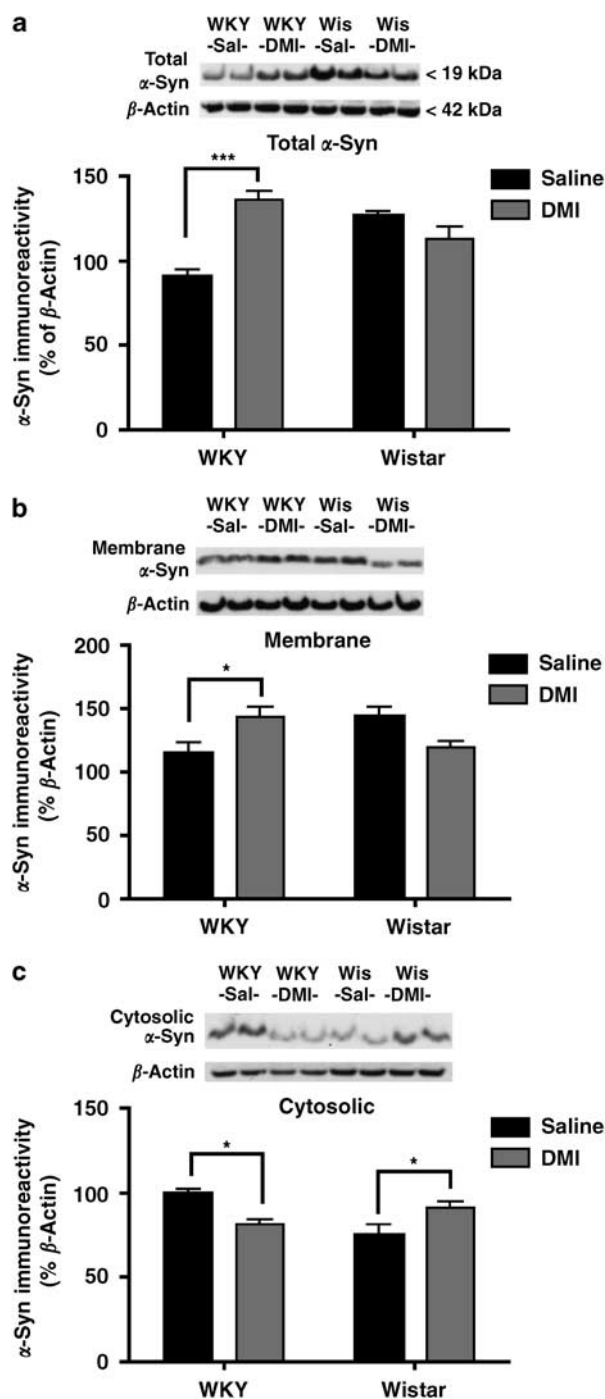 a
WKY WKY Wis Wis
-Sal- -DMI- -Sal- -DMI-
Total
α-Syn
< 19 kDa
β-Actin
< 42 kDa
Total α-Syn
***
Saline
DMI
α-Syn immunoreactivity
(% of β-Actin)
150
100
50
0
WKY Wistar
b
WKY WKY Wis Wis
-Sal- -DMI- -Sal- -DMI-
Membrane
α-Syn
β-Actin
Membrane
*
Saline
DMI
α-Syn immunoreactivity
(% β-Actin)
200
150
100
50
0
WKY Wistar
c
WKY WKY Wis Wis
-Sal- -DMI- -Sal- -DMI-
Cytosolic
α-Syn
β-Actin
Cytosolic
* *
Saline
DMI
α-Syn immunoreactivity
(% β-Actin)
150
100
50
0
WKY Wistar